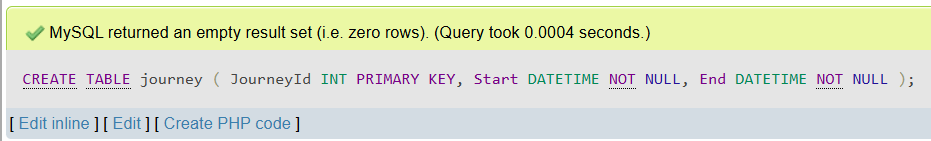 MySQL returned an empty result set (i.e. zero rows). (Query took 0.0004 seconds.)
CREATE TABLE journey ( JourneyId INT PRIMARY KEY, Start DATETIME NOT NULL, End DATETIME NOT NULL );
[ Edit inline ] [ Edit ] [ Create PHP code ]